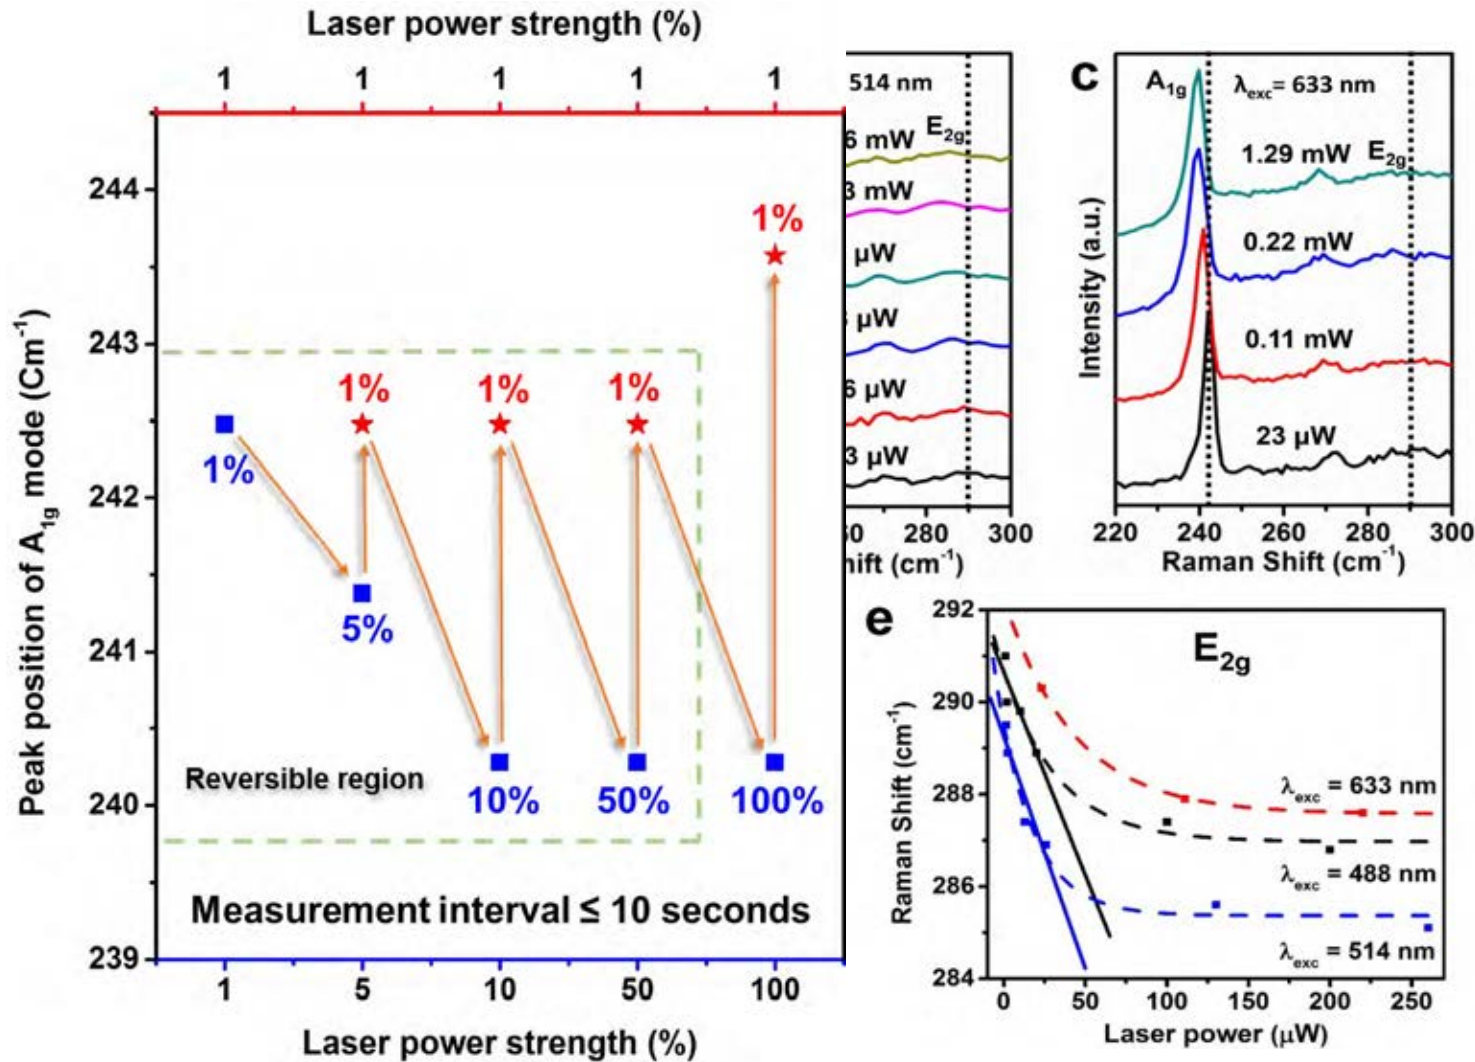 Laser power strength (%)
1 1 1 1 1
244
243
242
241
240
239
Peak position of A1g mode (Cm-1)
1%
1% 1% 1%
1%
5%
Reversible region
10% 50% 100%
Measurement interval ≤ 10 seconds
1 5 10 50 100
Laser power strength (%)
514 nm
6 mW E2g
3 mW
μW
μW
6 μW
3 μW
280 300
hift (cm-1)
c
A1g λexc= 633 nm
1.29 mW E2g
0.22 mW
0.11 mW
23 μW
Intensity (a.u.)
220 240 260 280 300
Raman Shift (cm-1)
e
E2g
292
290
288
286
284
Raman Shift (cm-1)
λexc = 633 nm
λexc = 488 nm
λexc = 514 nm
0 50 100 150 200 250
Laser power (μW)